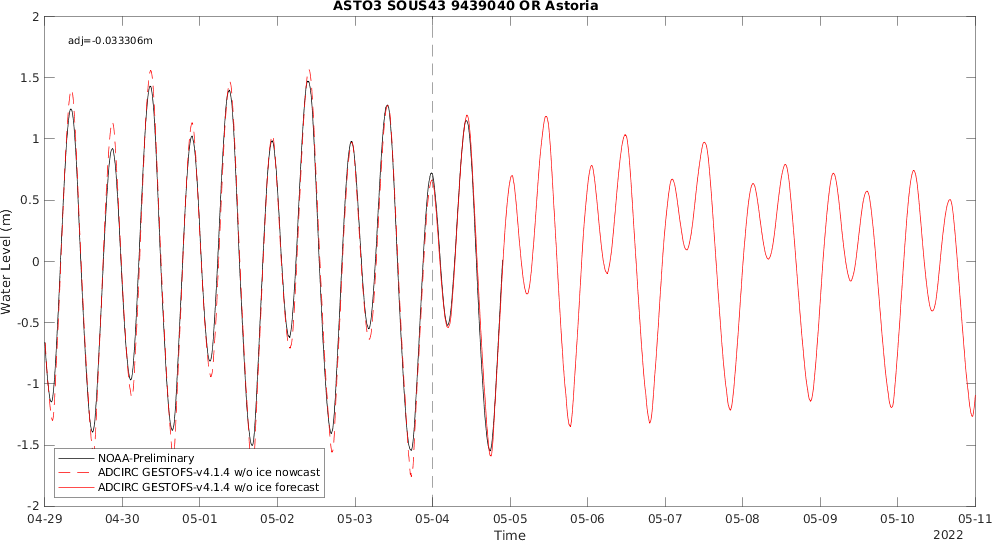 ASTO3 SOUS43 9439040 OR Astoria
adj=-0.033306m
2
1.5
1
0.5
0
-0.5
-1
-1.5
-2
Water Level (m)
NOAA-Preliminary
ADCIRC GESTOFS-v4.1.4 w/o ice nowcast
ADCIRC GESTOFS-v4.1.4 w/o ice forecast
04-29 04-30 05-01 05-02 05-03 05-04 05-05 05-06 05-07 05-08 05-09 05-10 05-11
Time
2022